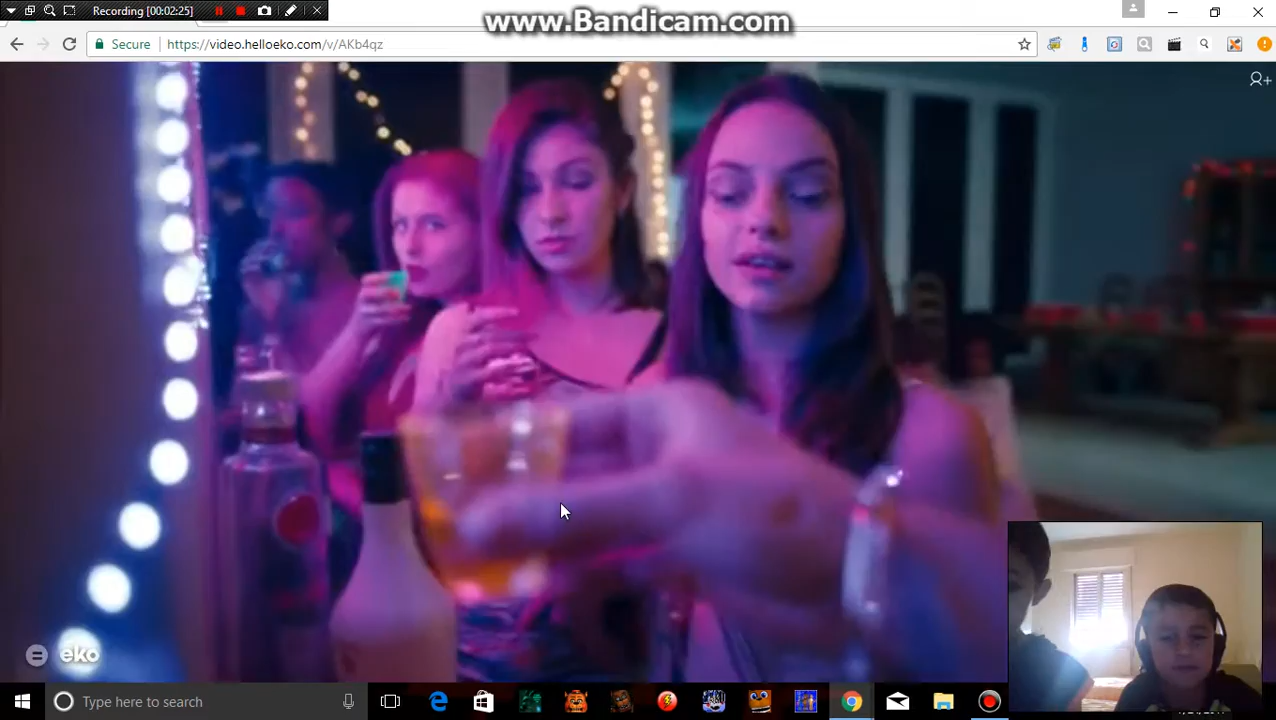 Recording [00:02:25]
www.Bandicam.com
Secure
https://video.helloeko.com/v/AKb4qz
eko
Type here to search